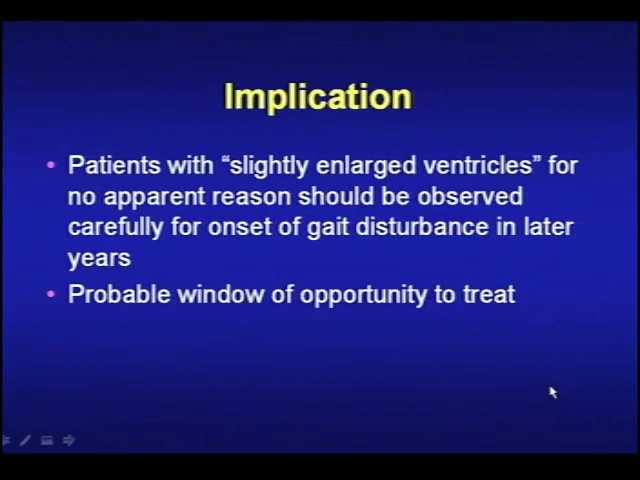 Implication
• Patients with “slightly enlarged ventricles” for
no apparent reason should be observed
carefully for onset of gait disturbance in later
years
• Probable window of opportunity to treat